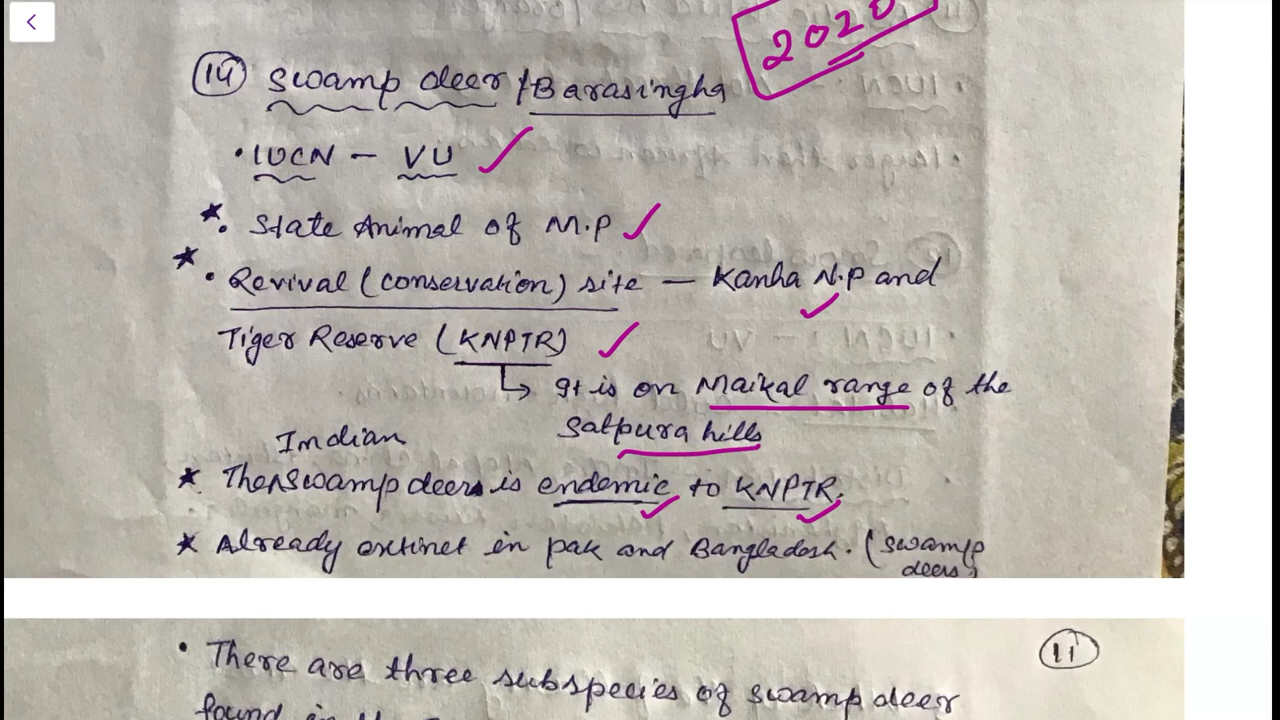 2020
14 Swamp deer / Barasingha
• IUCN - VU
* • State Animal of M.P
* • Revival (conservation) site - Kanha N.P and
Tiger Reserve (KNPTR)
↳ It is on Maikal range of the
Satpura hills
Indian
* The swamp deer is endemic to KNPTR.
* Already extinct in pak and Bangladesh. (swamp
deers)
11
• There are three subspecies of swamp deer
found in